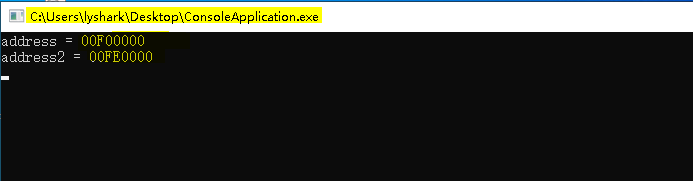 C:\Users\lyshark\Desktop\ConsoleApplication.exe
address = 00F00000
address2 = 00FE0000